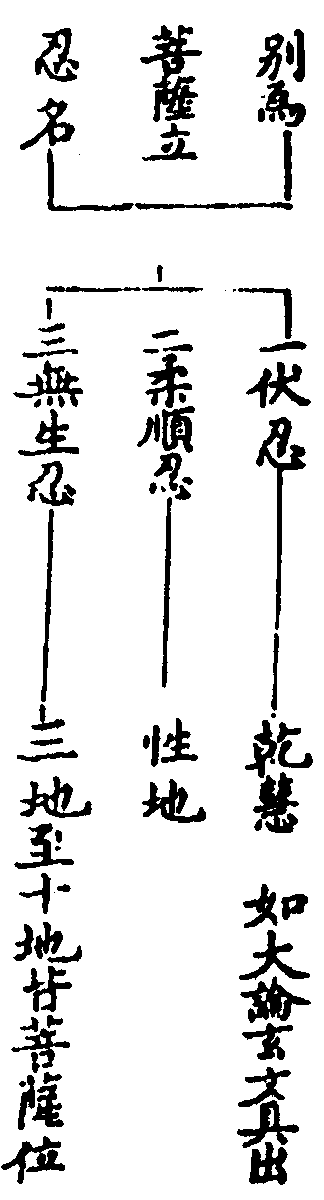 別為
菩薩立
忍名
一伏忍
乾慧
如大論玄文具出
二柔順忍
性地
三無生忍
三地至十地皆菩薩位